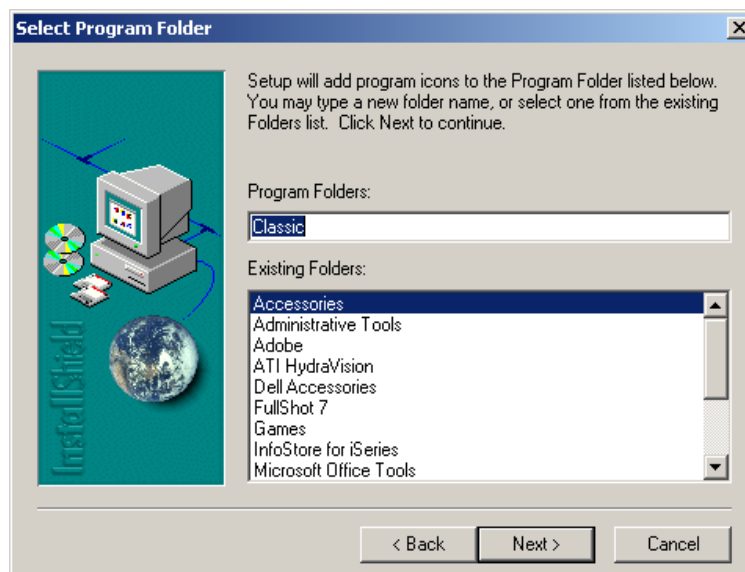 Select Program Folder
Setup will add program icons to the Program Folder listed below.
You may type a new folder name, or select one from the existing
Folders list. Click Next to continue.
Program Folders:
Classic
Existing Folders:
Accessories
Administrative Tools
Adobe
ATI HydraVision
Dell Accessories
FullShot 7
Games
InfoStore for iSeries
Microsoft Office Tools
InstallShield
< Back
Next >
Cancel